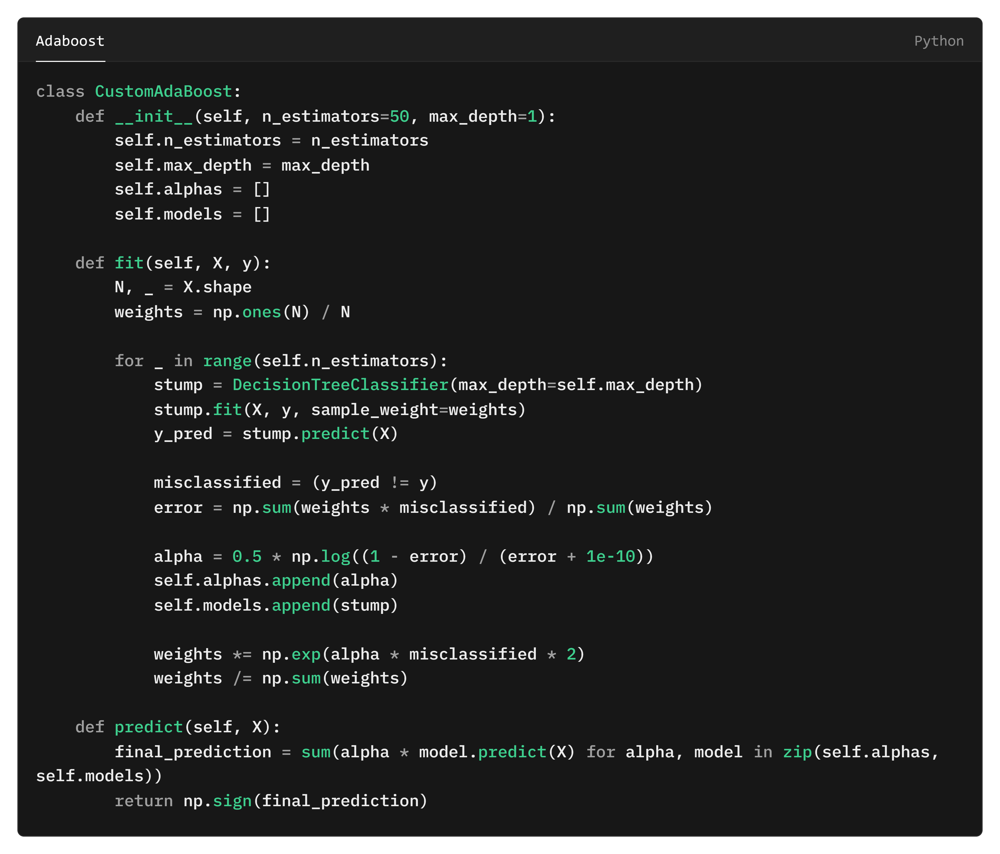 Adaboost
Python
class CustomAdaBoost:
    def __init__(self, n_estimators=50, max_depth=1):
        self.n_estimators = n_estimators
        self.max_depth = max_depth
        self.alphas = []
        self.models = []

    def fit(self, X, y):
        N, _ = X.shape
        weights = np.ones(N) / N

        for _ in range(self.n_estimators):
            stump = DecisionTreeClassifier(max_depth=self.max_depth)
            stump.fit(X, y, sample_weight=weights)
            y_pred = stump.predict(X)

            misclassified = (y_pred != y)
            error = np.sum(weights * misclassified) / np.sum(weights)

            alpha = 0.5 * np.log((1 - error) / (error + 1e-10))
            self.alphas.append(alpha)
            self.models.append(stump)

            weights *= np.exp(alpha * misclassified * 2)
            weights /= np.sum(weights)

    def predict(self, X):
        final_prediction = sum(alpha * model.predict(X) for alpha, model in zip(self.alphas,
self.models))
        return np.sign(final_prediction)